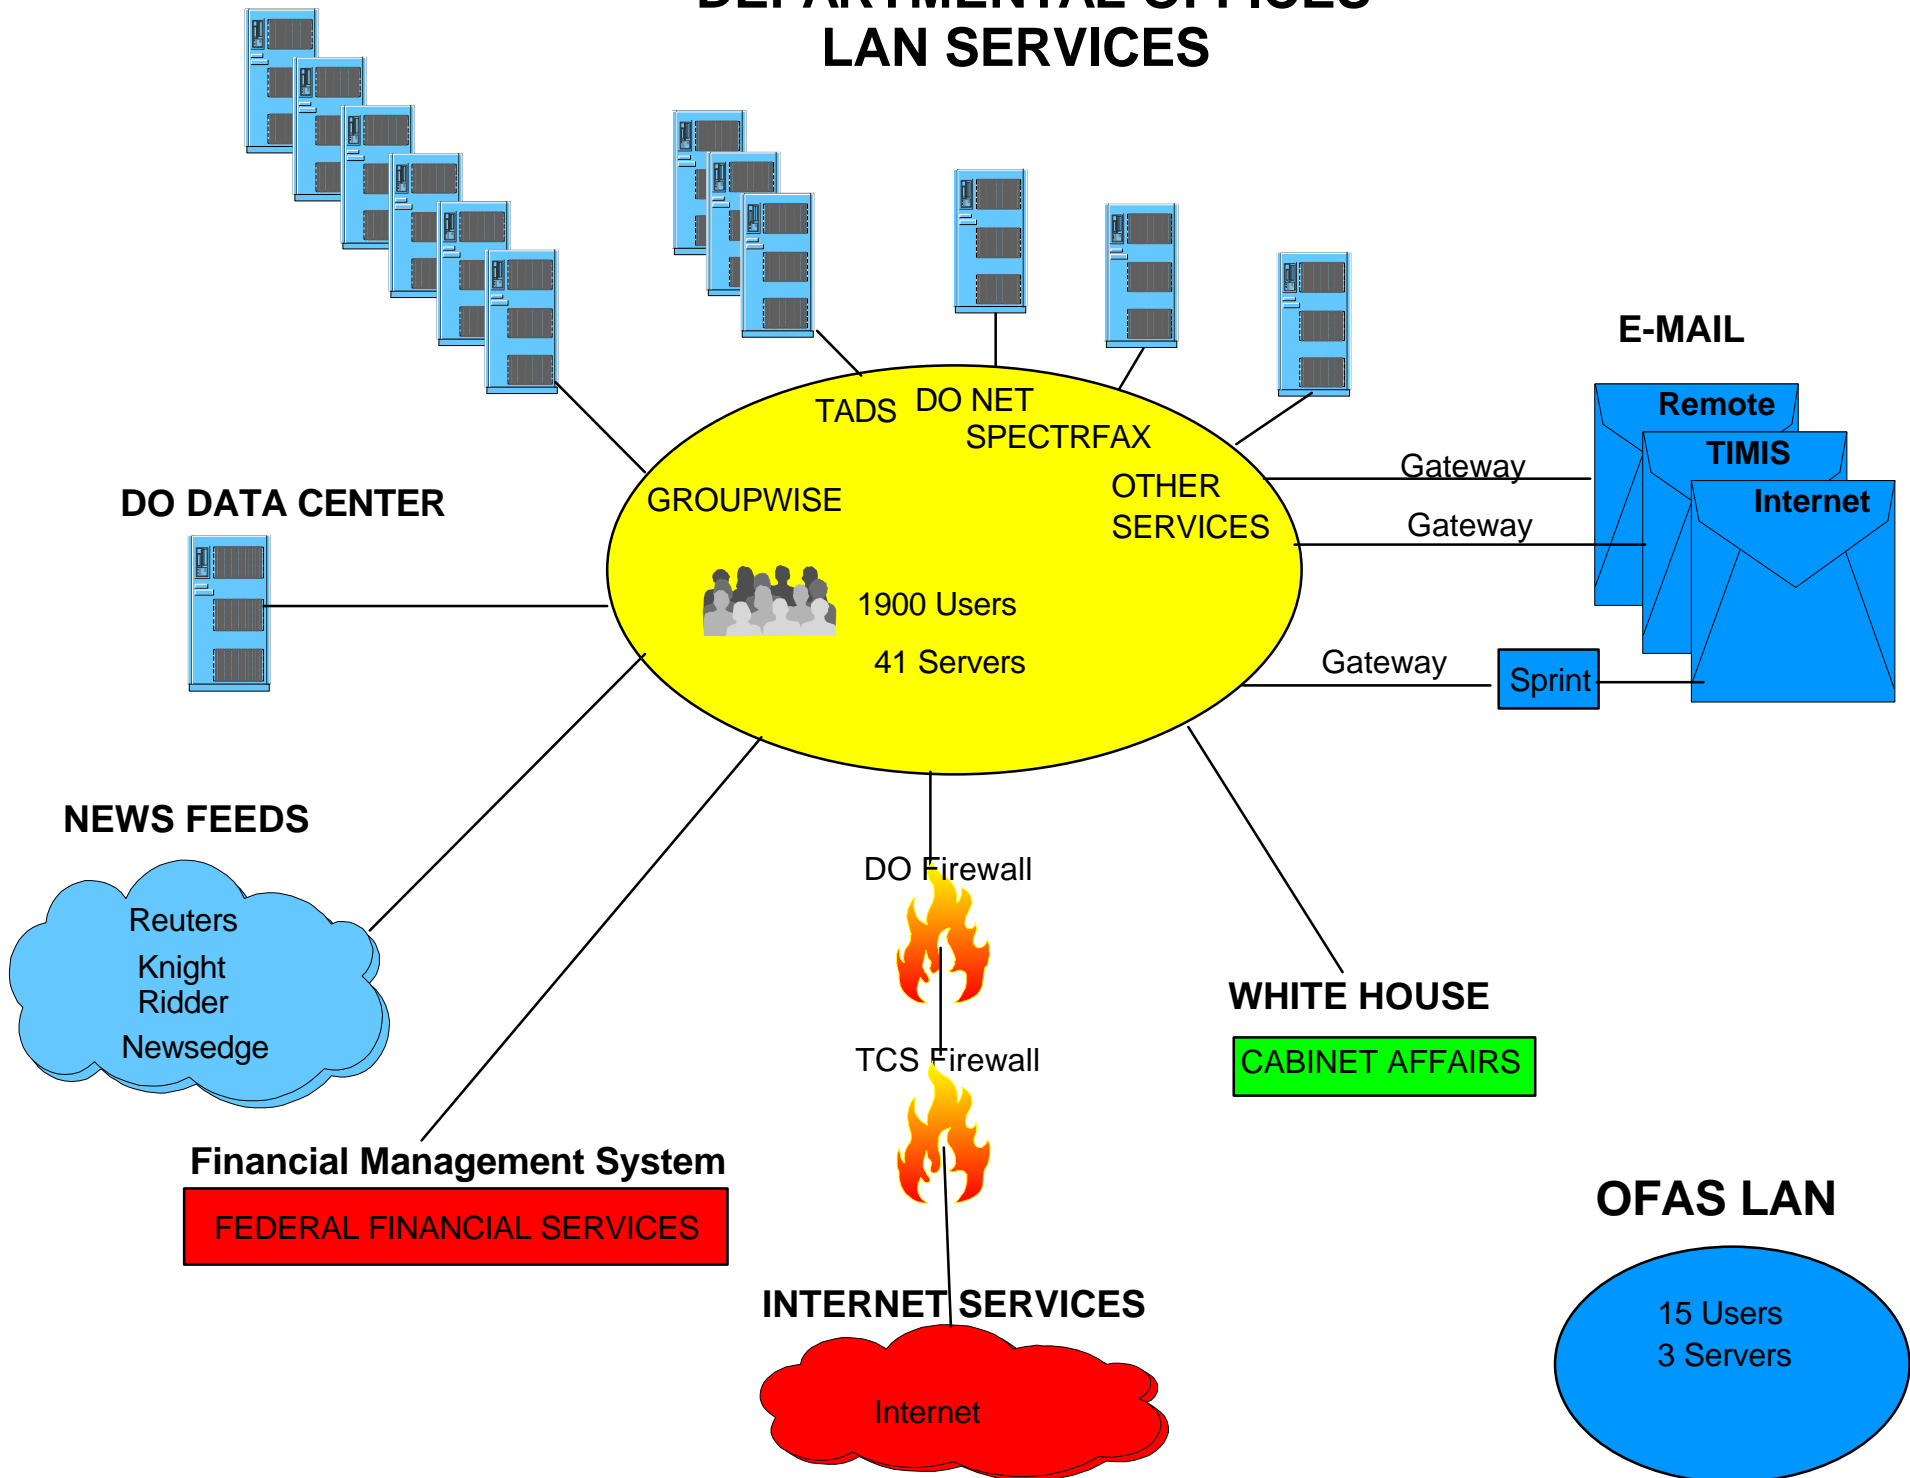 DEPARTMENTAL OFFICES
LAN SERVICES
E-MAIL
Remote
TIMIS
Internet
TADS
DO NET
SPECTRFAX
GROUPWISE
OTHER
SERVICES
Gateway
Gateway
Gateway
Sprint
DO DATA CENTER
1900 Users
41 Servers
NEWS FEEDS
Reuters
Knight
Ridder
Newsedge
DO Firewall
TCS Firewall
WHITE HOUSE
CABINET AFFAIRS
Financial Management System
FEDERAL FINANCIAL SERVICES
INTERNET SERVICES
Internet
OFAS LAN
15 Users
3 Servers